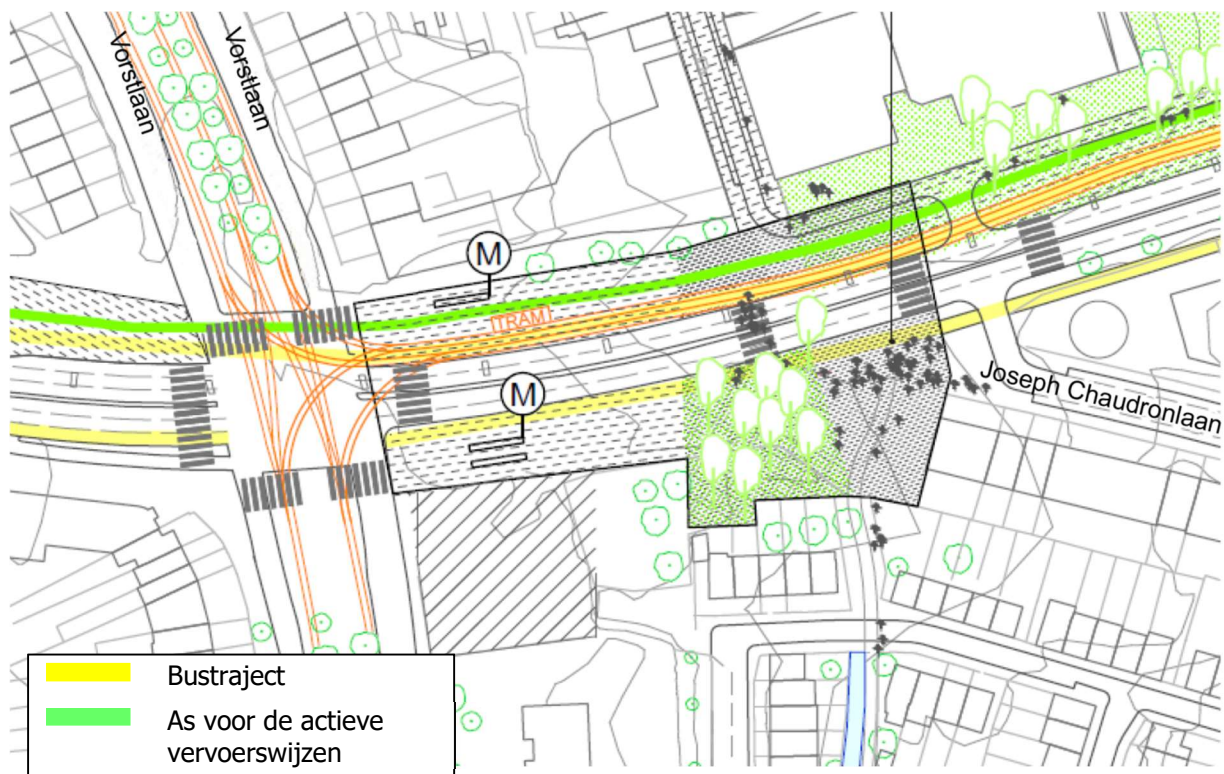 Vorstlaan
Vorstlaan
M
TRAM
M
Joseph Chaudronlaan
Bustraject
As voor de actieve
vervoerswijzen